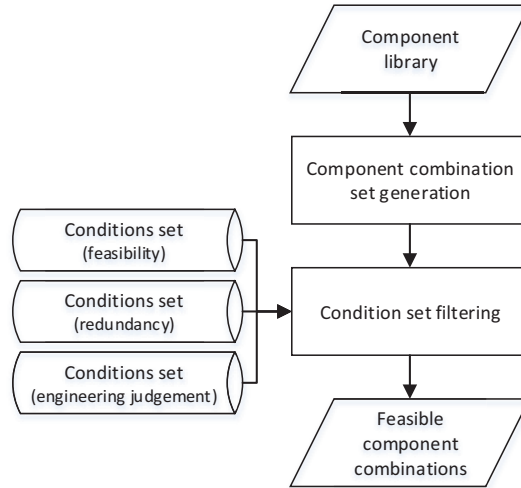 Component
library
Component combination
set generation
Conditions set
(feasibility)
Conditions set
(redundancy)
Conditions set
(engineering judgement)
Condition set filtering
Feasible
component
combinations